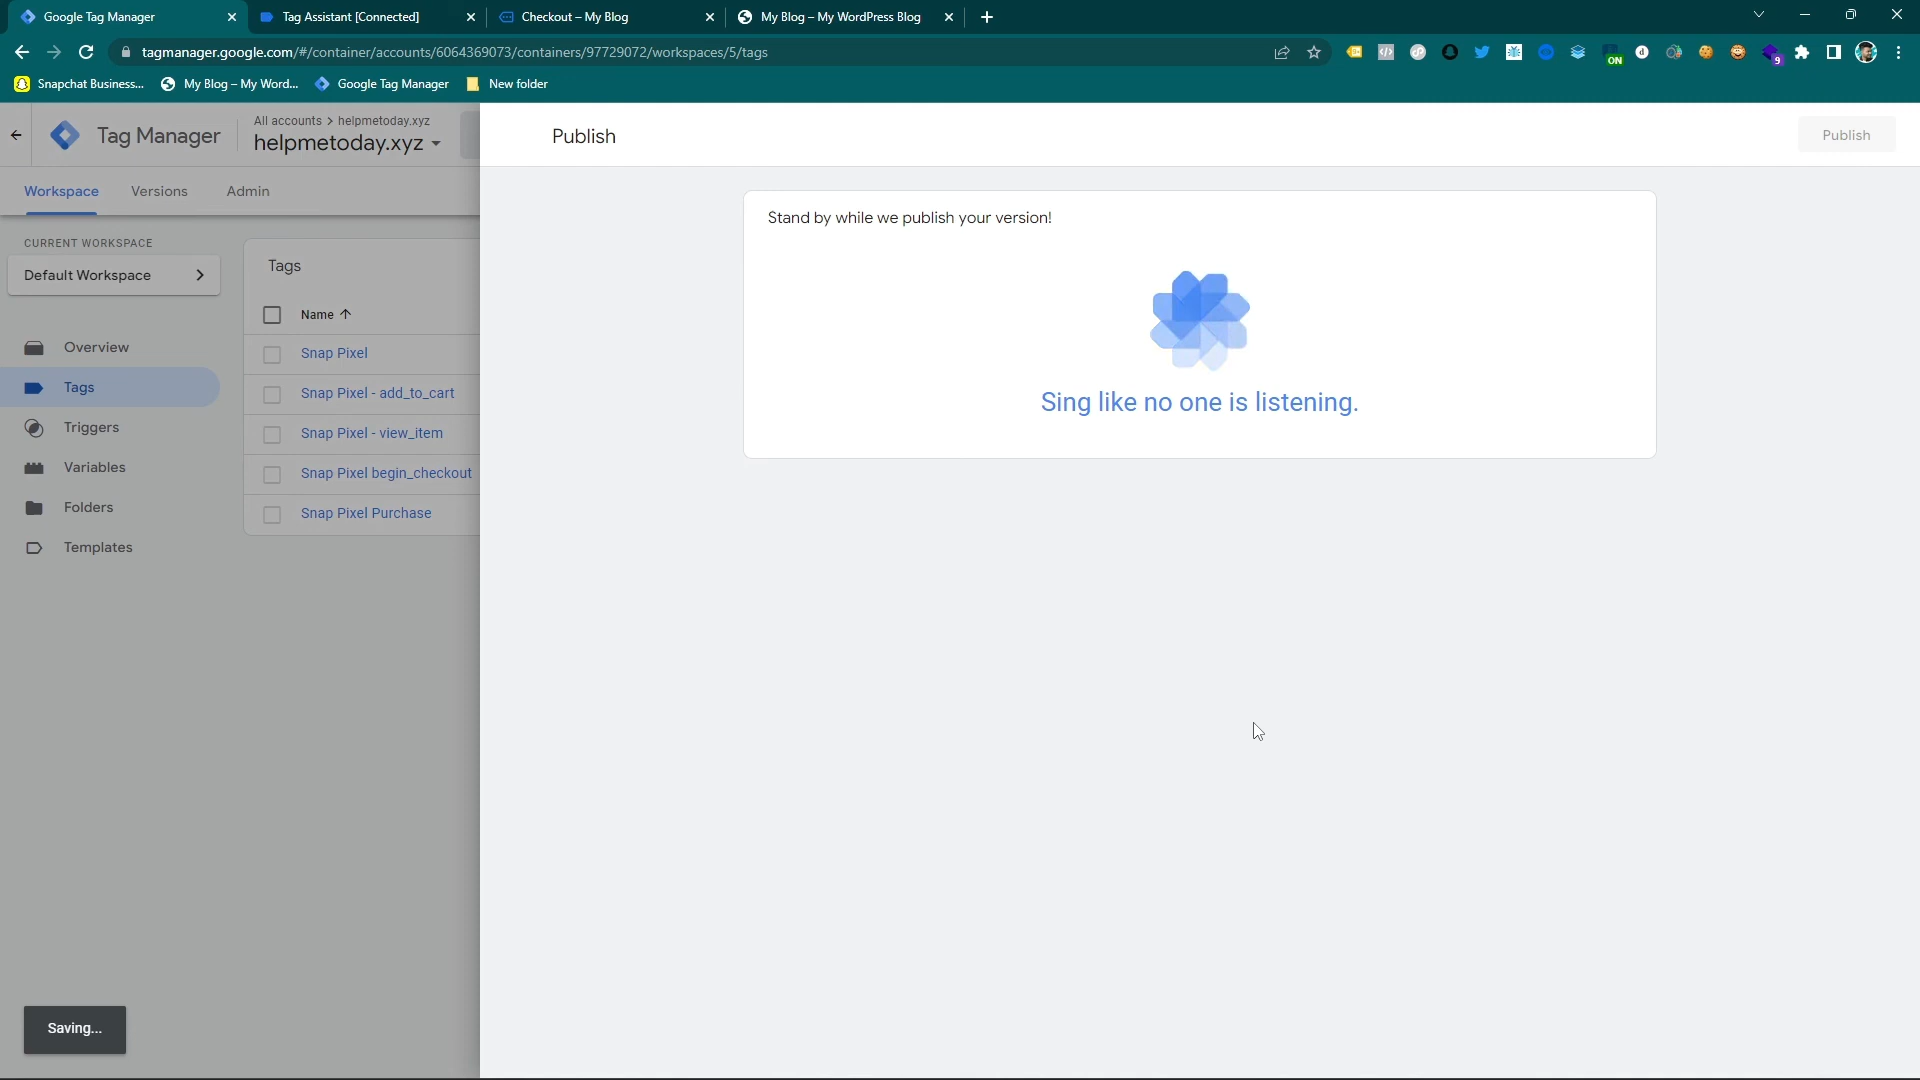 Google Tag Manager
Tag Assistant [Connected]
Checkout – My Blog
My Blog – My WordPress Blog
tagmanager.google.com/#/container/accounts/6064369073/containers/97729072/workspaces/5/tags
ON
9
Snapchat Business...
My Blog – My Word...
Google Tag Manager
New folder
Tag Manager
All accounts > helpmetoday.xyz
helpmetoday.xyz
Publish
Publish
Workspace
Versions
Admin
Stand by while we publish your version!
Sing like no one is listening.
CURRENT WORKSPACE
Default Workspace
Overview
Tags
Triggers
Variables
Folders
Templates
Tags
Name
Snap Pixel
Snap Pixel - add_to_cart
Snap Pixel - view_item
Snap Pixel begin_checkout
Snap Pixel Purchase
Saving...